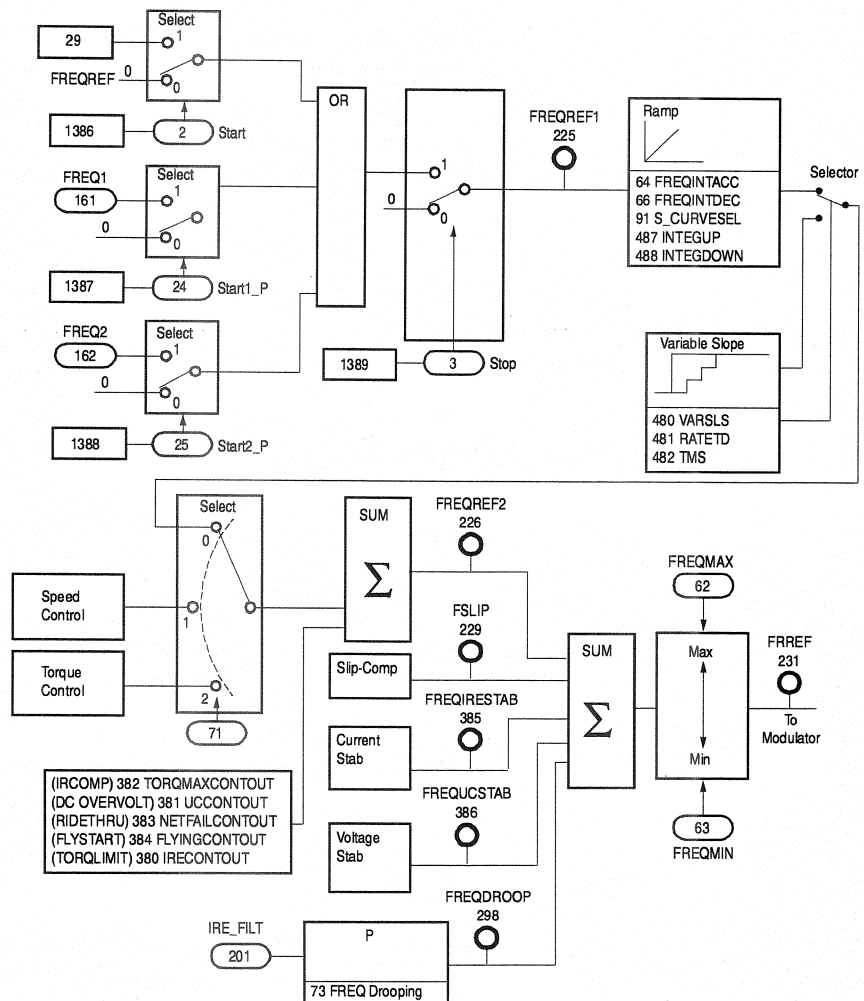 Select
29
1
FREQREF
0
0
1386
2
Start
FREQ1
161
Select
1
0
0
1387
24
Start1_P
FREQ2
162
Select
1
0
0
1388
25
Start2_P
OR
1
0
0
1389
3
Stop
FREQREF1
225
Ramp
64 FREQINTACC
66 FREQINTDEC
91 S_CURVESEL
487 INTEGUP
488 INTEGDOWN
Selector
Variable Slope
480 VARSLS
481 RATETD
482 TMS
Select
0
Speed
Control
1
Torque
Control
2
71
(IRCOMP) 382 TORQMAXCONTOUT
(DC OVERVOLT) 381 UCCONTOUT
(RIDETHRU) 383 NETFAILCONTOUT
(FLYSTART) 384 FLYINGCONTOUT
(TORQLIMIT) 380 IRECONTOUT
SUM
Σ
FREQREF2
226
FSLIP
229
Slip-Comp
FREQIRESTAB
385
Current
Stab
FREQUCSTAB
386
Voltage
Stab
FREQDROOP
298
IRE_FILT
201
P
73 FREQ Drooping
SUM
Σ
FREQMAX
62
Max
Min
63
FREQMIN
FRREF
231
To
Modulator